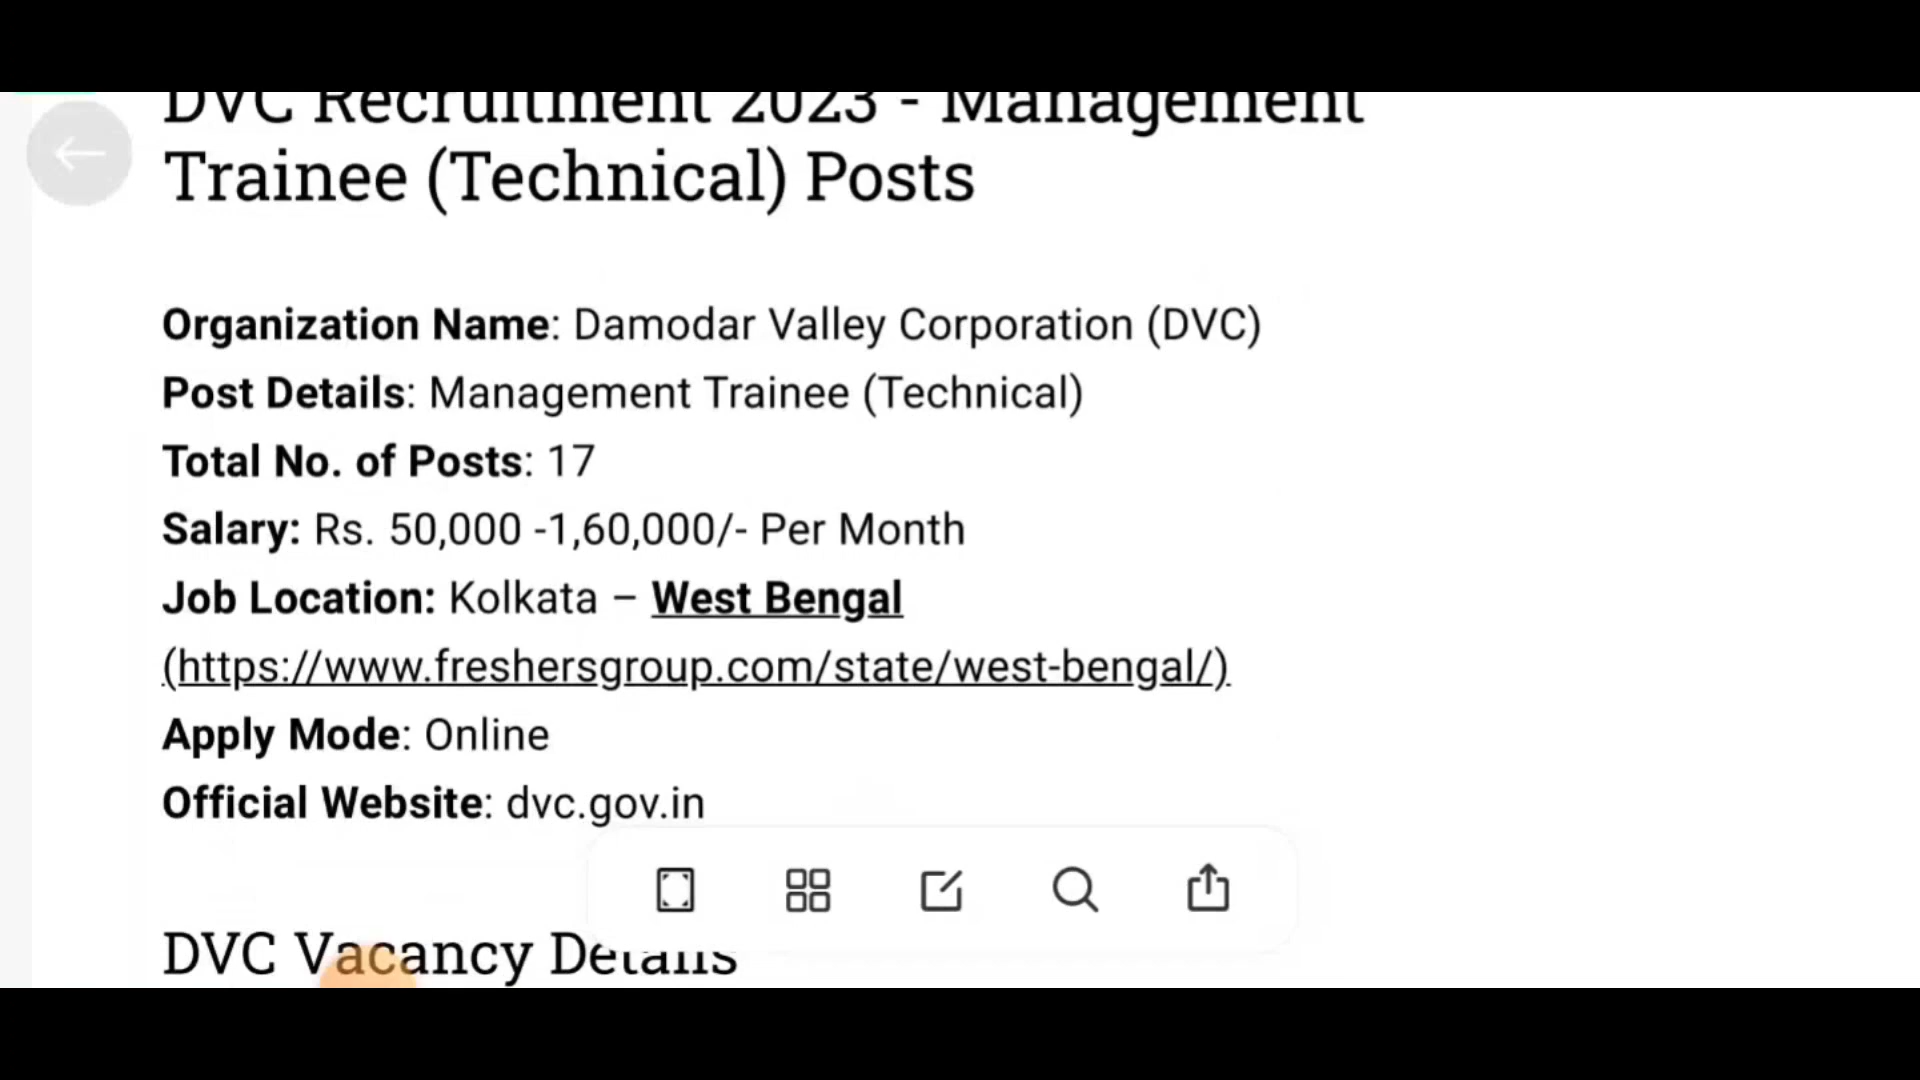 DVC Recruitment 2023 - Management
Trainee (Technical) Posts
Organization Name: Damodar Valley Corporation (DVC)
Post Details: Management Trainee (Technical)
Total No. of Posts: 17
Salary: Rs. 50,000 -1,60,000/- Per Month
Job Location: Kolkata – West Bengal
(https://www.freshersgroup.com/state/west-bengal/)
Apply Mode: Online
Official Website: dvc.gov.in
DVC Vacancy Details